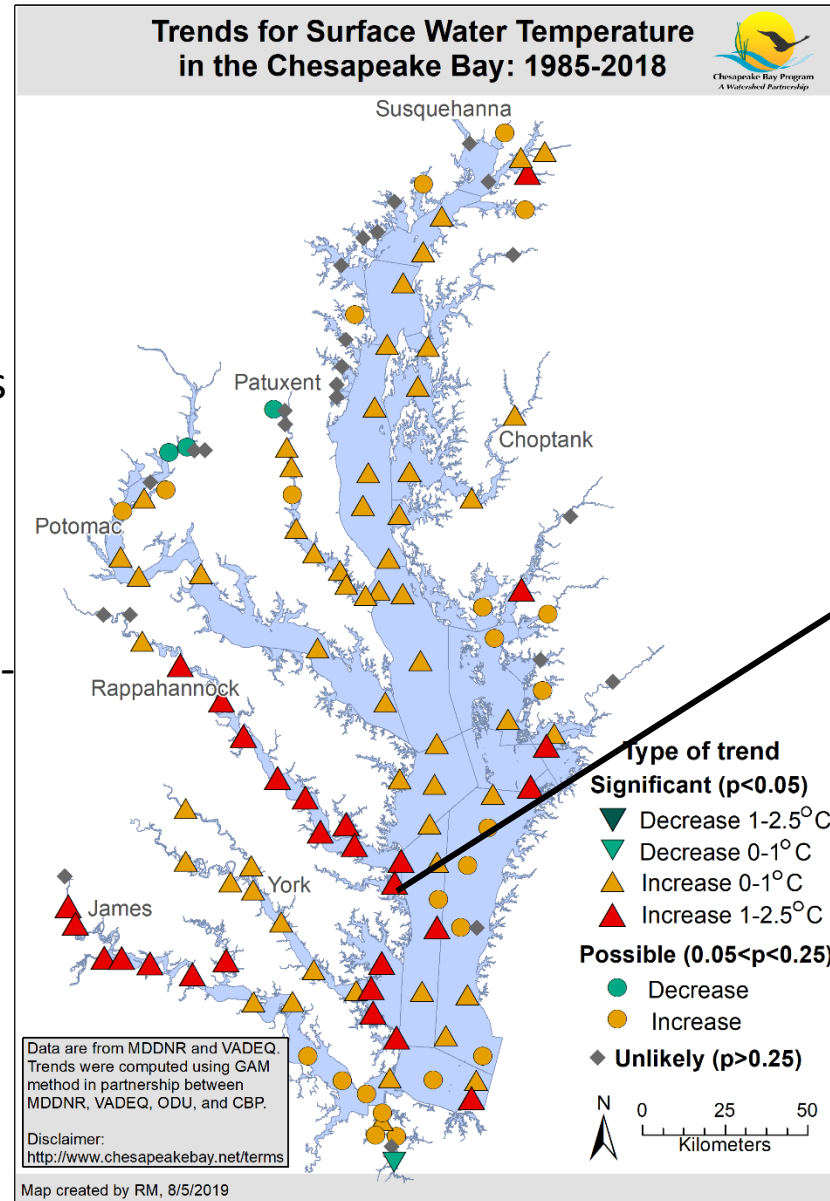 Trends for Surface Water Temperature
in the Chesapeake Bay: 1985-2018
Chesapeake Bay Program
A Watershed Partnership
Susquehanna
s
Patuxent
Choptank
Potomac
-
Rappahannock
York
James
Type of trend
Significant (p<0.05)
Decrease 1-2.5°C
Decrease 0-1°C
Increase 0-1°C
Increase 1-2.5°C
Possible (0.05<p<0.25)
Decrease
Increase
Unlikely (p>0.25)
N
0 25 50
Kilometers
Data are from MDDNR and VADEQ.
Trends were computed using GAM
method in partnership between
MDDNR, VADEQ, ODU, and CBP.
Disclaimer:
http://www.chesapeakebay.net/terms
Map created by RM, 8/5/2019